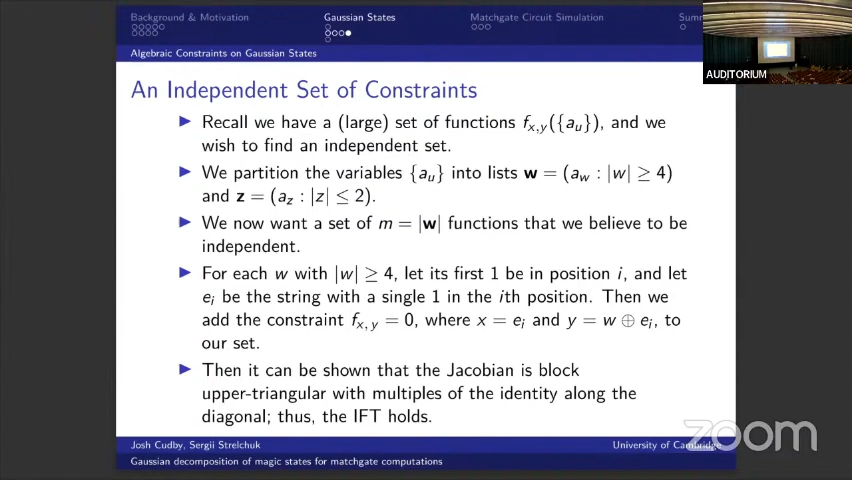 Background & Motivation
Gaussian States
Matchgate Circuit Simulation
AUDITORIUM
Algebraic Constraints on Gaussian States
An Independent Set of Constraints
Recall we have a (large) set of functions f_{x,y}({a_u}), and we
wish to find an independent set.
We partition the variables {a_u} into lists w = (a_w : |w| ≥ 4)
and z = (a_z : |z| ≤ 2).
We now want a set of m = |w| functions that we believe to be
independent.
For each w with |w| ≥ 4, let its first 1 be in position i, and let
e_i be the string with a single 1 in the ith position. Then we
add the constraint f_{x,y} = 0, where x = e_i and y = w ⊕ e_i, to
our set.
Then it can be shown that the Jacobian is block
upper-triangular with multiples of the identity along the
diagonal; thus, the IFT holds.
Josh Cudby, Sergii Strelchuk
University of Cambridge
Gaussian decomposition of magic states for matchgate computations
zoom